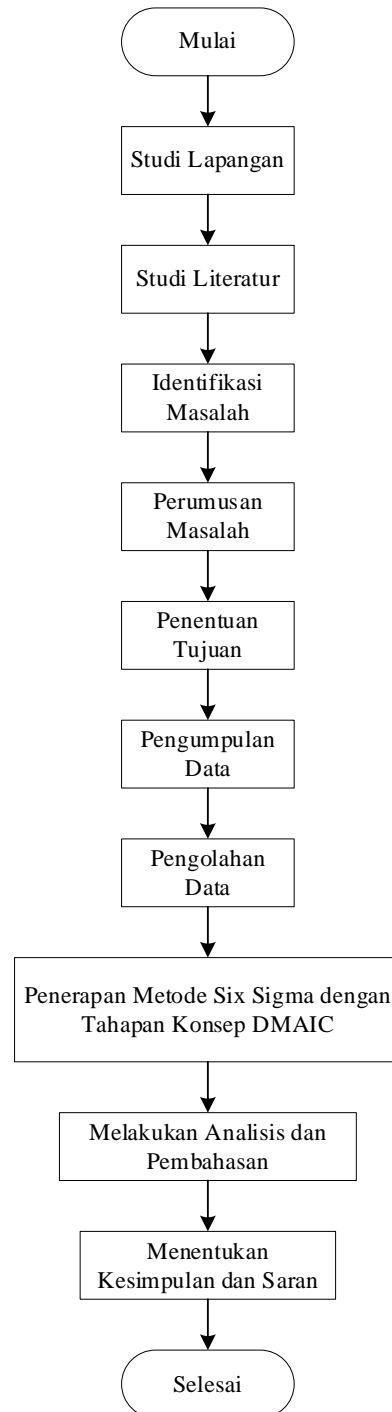 Mulai
Studi Lapangan
Studi Literatur
Identifikasi
Masalah
Perumusan
Masalah
Penentuan
Tujuan
Pengumpulan
Data
Pengolahan
Data
Penerapan Metode Six Sigma dengan
Tahapan Konsep DMAIC
Melakukan Analisis dan
Pembahasan
Menentukan
Kesimpulan dan Saran
Selesai